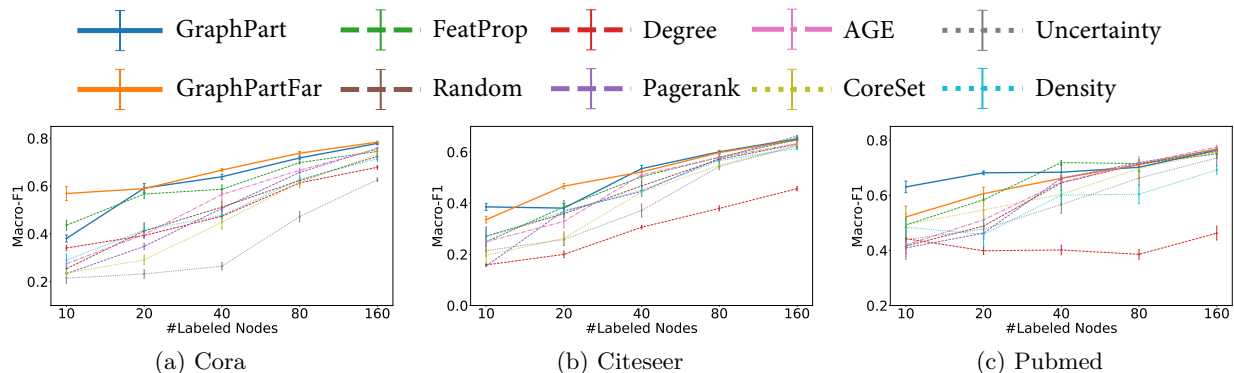 GraphPart FeatProp Degree AGE Uncertainty
GraphPartFar Random Pagerank CoreSet Density
Macro-F1
0.8
0.6
0.4
0.2
10 20 40 80 160
#Labeled Nodes
(a) Cora
Macro-F1
0.6
0.4
0.2
0.0
10 20 40 80 160
#Labeled Nodes
(b) Citeseer
Macro-F1
0.8
0.6
0.4
0.2
10 20 40 80 160
#Labeled Nodes
(c) Pubmed